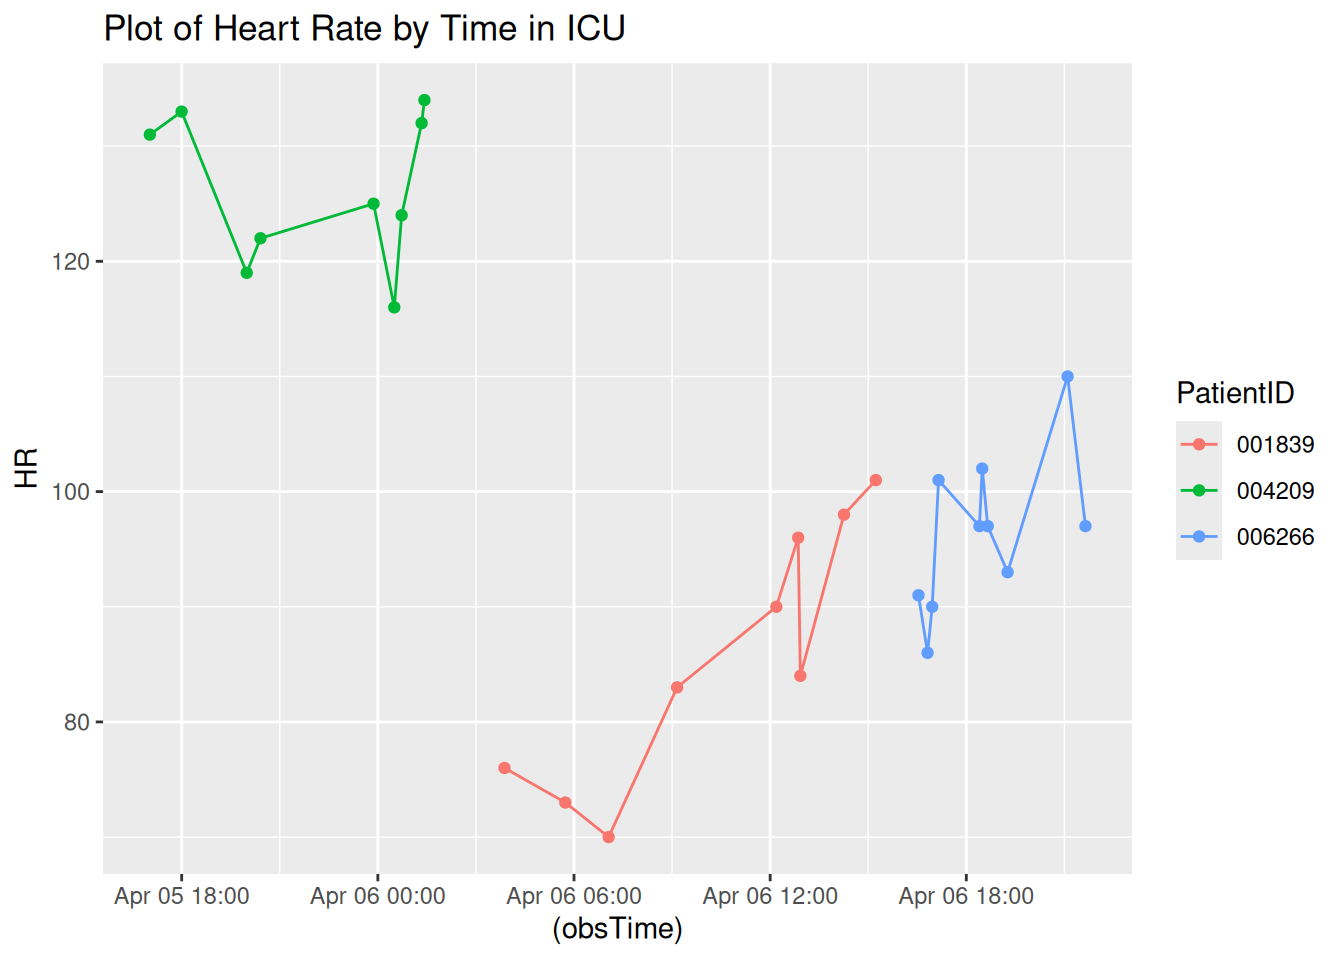 Plot of Heart Rate by Time in ICU
HR
120
100
80
Apr 05 18:00
Apr 06 00:00
Apr 06 06:00
Apr 06 12:00
Apr 06 18:00
(obsTime)
PatientID
001839
004209
006266